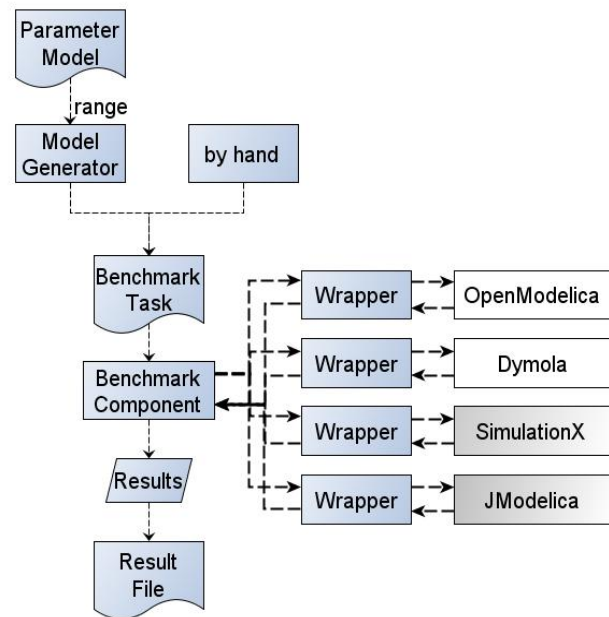 Parameter
Model
range
Model
Generator
by hand
Benchmark
Task
Wrapper
OpenModelica
Wrapper
Dymola
Benchmark
Component
Wrapper
SimulationX
Results
Wrapper
JModelica
Result
File